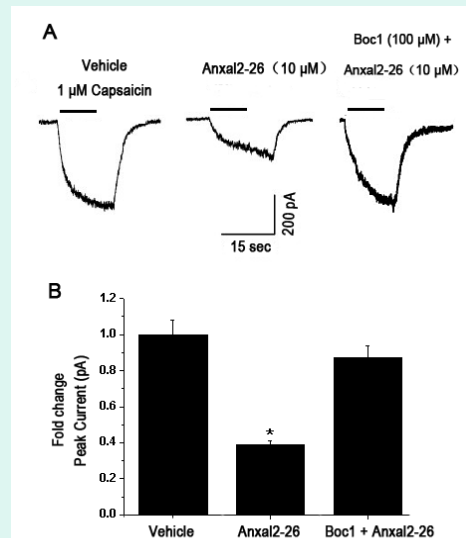 A
Vehicle
1 μM Capsaicin
Anxal2-26（10 μM）
Boc1 (100 μM) +
Anxal2-26（10 μM）
200 pA
15 sec
B
Fold change
Peak Current (pA)
1.2
1.0
0.8
0.6
0.4
0.2
0.0
*
Vehicle
Anxal2-26
Boc1 + Anxal2-26